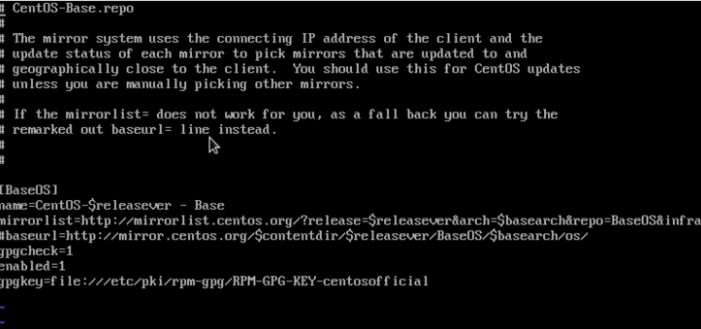 # CentOS-Base.repo
#
# The mirror system uses the connecting IP address of the client and the
# update status of each mirror to pick mirrors that are updated to and
# geographically close to the client.  You should use this for CentOS updates
# unless you are manually picking other mirrors.
#
# If the mirrorlist= does not work for you, as a fall back you can try the
# remarked out baseurl= line instead.
#
#
[BaseOS]
name=CentOS-$releasever - Base
mirrorlist=http://mirrorlist.centos.org/?release=$releasever&arch=$basearch&repo=BaseOS&infra
#baseurl=http://mirror.centos.org/$contentdir/$releasever/BaseOS/$basearch/os/
gpgcheck=1
enabled=1
gpgkey=file:///etc/pki/rpm-gpg/RPM-GPG-KEY-centosofficial
~
~